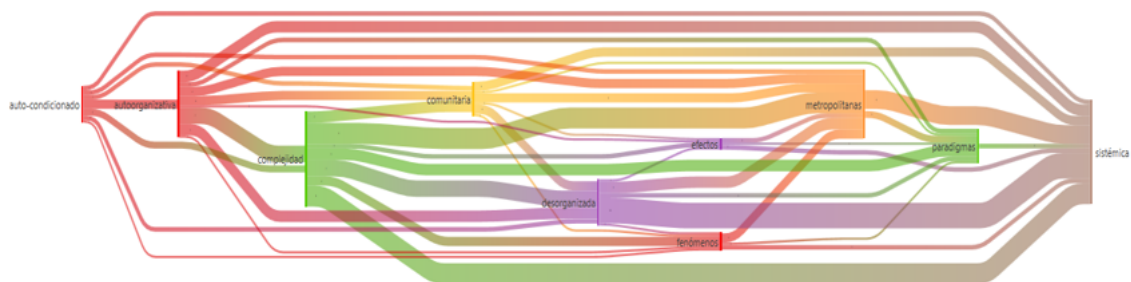 auto-condicionado
autoorganizativa
complejidad
comunitaria
desorganizada
efectos
fenómenos
metropolitanas
paradigmas
sistémica